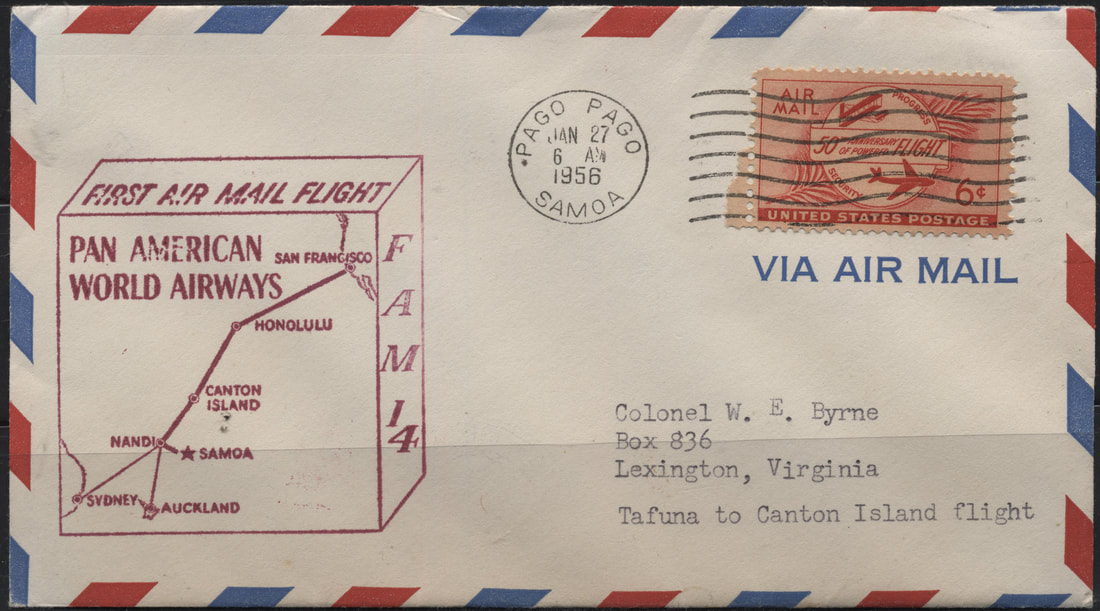 FIRST AIR MAIL FLIGHT
PAN AMERICAN
WORLD AIRWAYS
SAN FRANCISCO
HONOLULU
CANTON
ISLAND
NANDI
SAMOA
SYDNEY
AUCKLAND
FAM 14
PAGO PAGO
JAN 27
6 AM
1956
SAMOA
AIR
MAIL
PROGRESS
50TH ANNIVERSARY
OF POWERED FLIGHT
SECURITY
6¢
UNITED STATES POSTAGE
VIA AIR MAIL
Colonel W. E. Byrne
Box 836
Lexington, Virginia
Tafuna to Canton Island flight